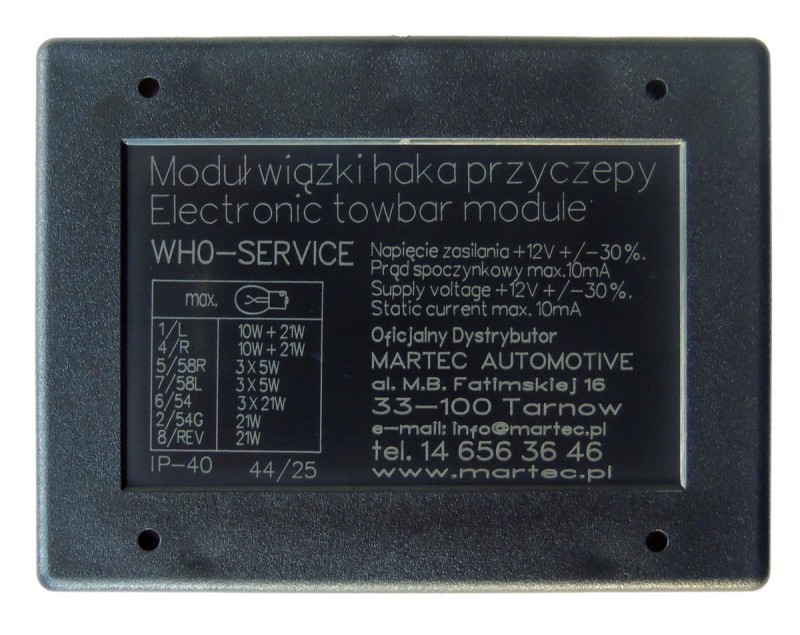 Moduł wiązki haka przyczepy
Electronic towbar module
WH0-SERVICE
Napięcie zasilania +12V +/-30%.
Prąd spoczynkowy max.10mA
Supply voltage +12V +/-30%.
Static current max. 10mA
max.
1/L 10W + 21W
4/R 10W + 21W
5/58R 3 X 5W
7/58L 3 X 5W
6/54 3 X 21W
2/54G 21W
8/REV 21W
IP-40 44/25
Oficjalny Dystrybutor
MARTEC AUTOMOTIVE
al. M.B. Fatimskiej 16
33-100 Tarnow
e-mail: info@martec.pl
tel. 14 656 36 46
www.martec.pl